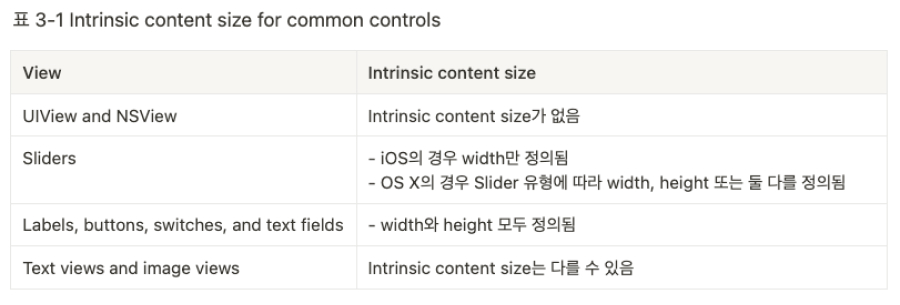 표 3-1 Intrinsic content size for common controls
View
Intrinsic content size
UIView and NSView
Intrinsic content size가 없음
Sliders
- iOS의 경우 width만 정의됨
- OS X의 경우 Slider 유형에 따라 width, height 또는 둘 다를 정의됨
Labels, buttons, switches, and text fields
- width와 height 모두 정의됨
Text views and image views
Intrinsic content size는 다를 수 있음